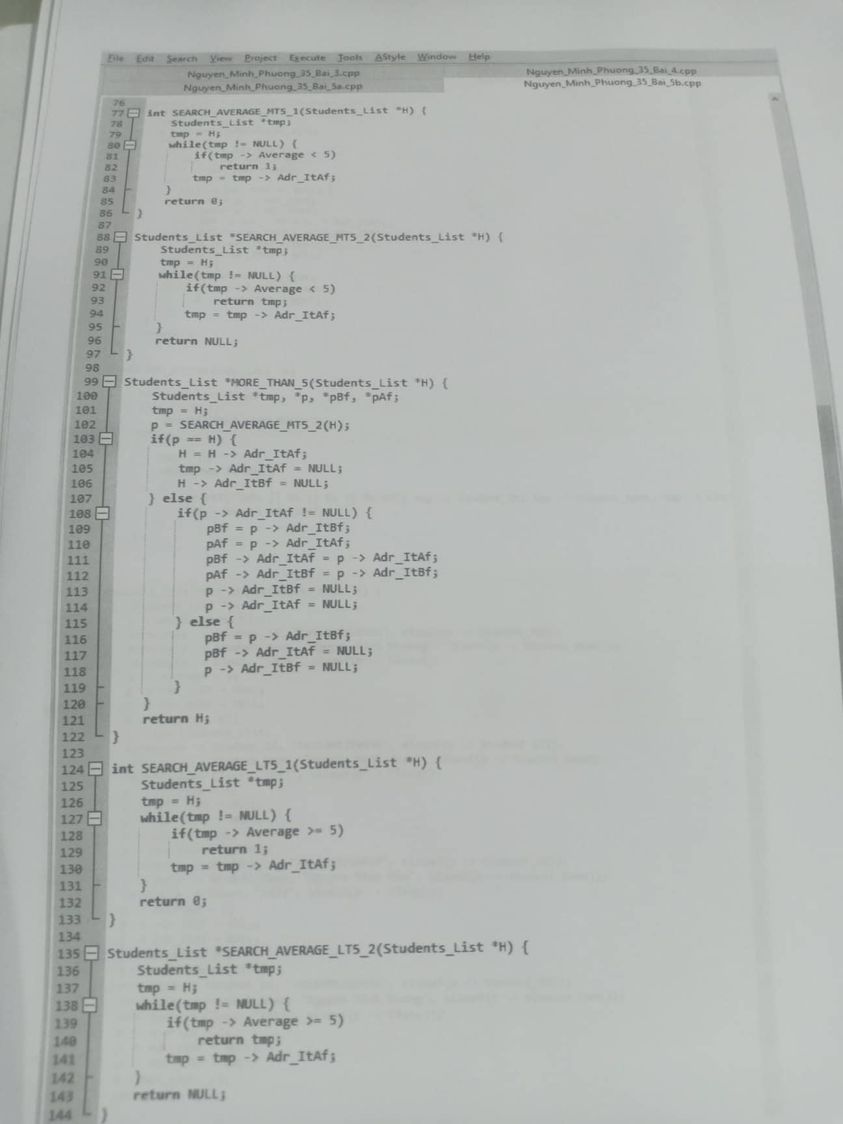 File Edit Search View Project Execute Tools AStyle Window Help
Nguyen_Minh_Phuong_35_Bai_3.cpp Nguyen_Minh_Phuong_35_Bai_4.cpp
Nguyen_Minh_Phuong_35_Bai_5a.cpp Nguyen_Minh_Phuong_35_Bai_5b.cpp
76
77 int SEARCH_AVERAGE_MT5_1(Students_List *H) {
78 Students_List *tmp;
79 tmp = H;
80 while(tmp != NULL) {
81 if(tmp -> Average < 5)
82 return 1;
83 tmp = tmp -> Adr_ItAf;
84 }
85 return 0;
86 }
87
88 Students_List *SEARCH_AVERAGE_MT5_2(Students_List *H) {
89 Students_List *tmp;
90 tmp = H;
91 while(tmp != NULL) {
92 if(tmp -> Average < 5)
93 return tmp;
94 tmp = tmp -> Adr_ItAf;
95 }
96 return NULL;
97 }
98
99 Students_List *MORE_THAN_5(Students_List *H) {
100 Students_List *tmp, *p, *pBf, *pAf;
101 tmp = H;
102 p = SEARCH_AVERAGE_MT5_2(H);
103 if(p == H) {
104 H = H -> Adr_ItAf;
105 tmp -> Adr_ItAf = NULL;
106 H -> Adr_ItBf = NULL;
107 } else {
108 if(p -> Adr_ItAf != NULL) {
109 pBf = p -> Adr_ItBf;
110 pAf = p -> Adr_ItAf;
111 pBf -> Adr_ItAf = p -> Adr_ItAf;
112 pAf -> Adr_ItBf = p -> Adr_ItBf;
113 p -> Adr_ItBf = NULL;
114 p -> Adr_ItAf = NULL;
115 } else {
116 pBf = p -> Adr_ItBf;
117 pBf -> Adr_ItAf = NULL;
118 p -> Adr_ItBf = NULL;
119 }
120 }
121 return H;
122 }
123
124 int SEARCH_AVERAGE_LT5_1(Students_List *H) {
125 Students_List *tmp;
126 tmp = H;
127 while(tmp != NULL) {
128 if(tmp -> Average >= 5)
129 return 1;
130 tmp = tmp -> Adr_ItAf;
131 }
132 return 0;
133 }
134
135 Students_List *SEARCH_AVERAGE_LT5_2(Students_List *H) {
136 Students_List *tmp;
137 tmp = H;
138 while(tmp != NULL) {
139 if(tmp -> Average >= 5)
140 return tmp;
141 tmp = tmp -> Adr_ItAf;
142 }
143 return NULL;
144 }